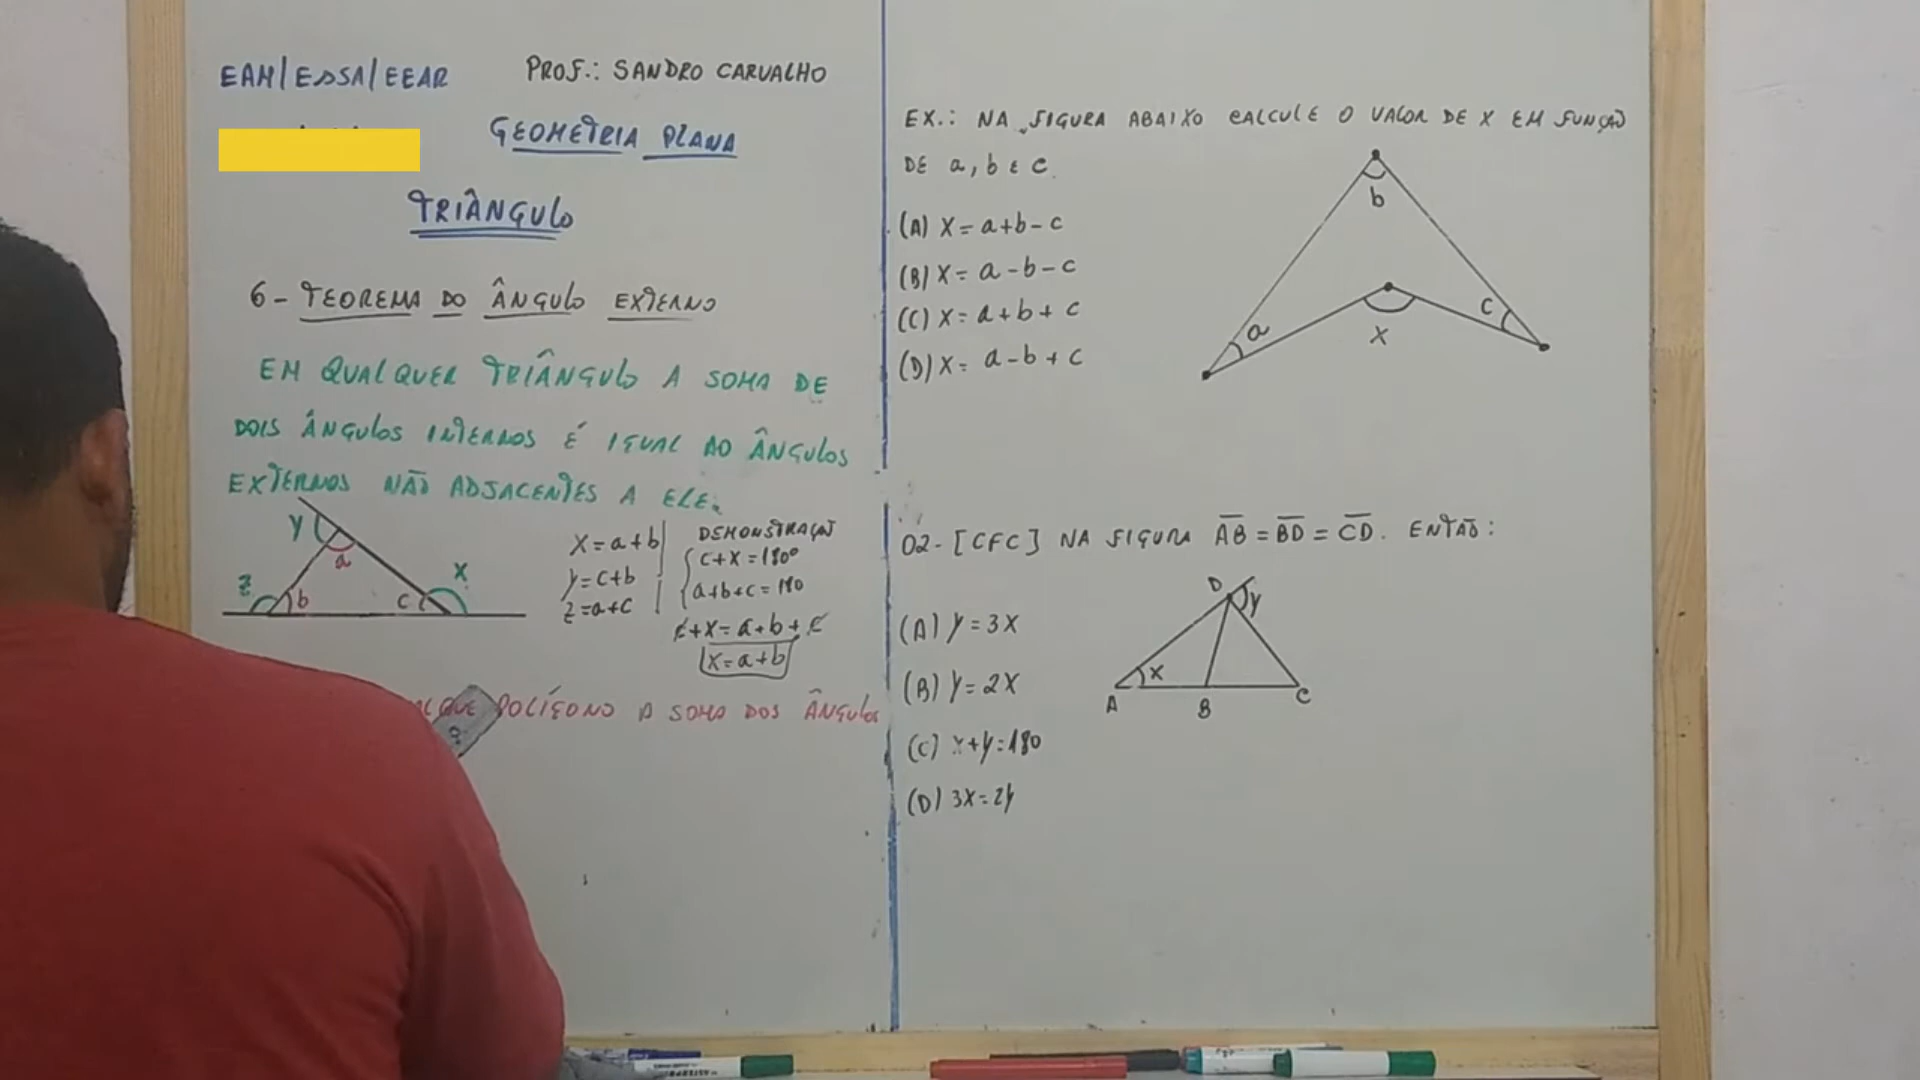 EAM/ESSA/EEAR
PROF.: SANDRO CARVALHO
GEOMETRIA PLANA
TRIÂNGULO
6 - TEOREMA DO ÂNGULO EXTERNO
EM QUALQUER TRIÂNGULO A SOMA DE
DOIS ÂNGULOS INTERNOS É IGUAL AO ÂNGULOS
EXTERNOS NÃO ADJACENTES A ELE.
y
a
z
b
c
x
X = a + b
y = c + b
z = a + c
DEMONSTRAÇÃO
c + x = 180°
a + b + c = 180
c + x = a + b + c
x = a + b
POLÍGONO A SOMA DOS ÂNGULOS
EX.: NA FIGURA ABAIXO CALCULE O VALOR DE X EM FUNÇÃO
DE a, b E c.
(A) X = a + b - c
(B) X = a - b - c
(C) X = a + b + c
(D) X = a - b + c
b
a
c
X
02 - [CFC] NA FIGURA AB = BD = CD. ENTÃO:
(A) y = 3X
(B) y = 2X
(C) x + y = 180
(D) 3X = 2y
D
y
x
A
B
C